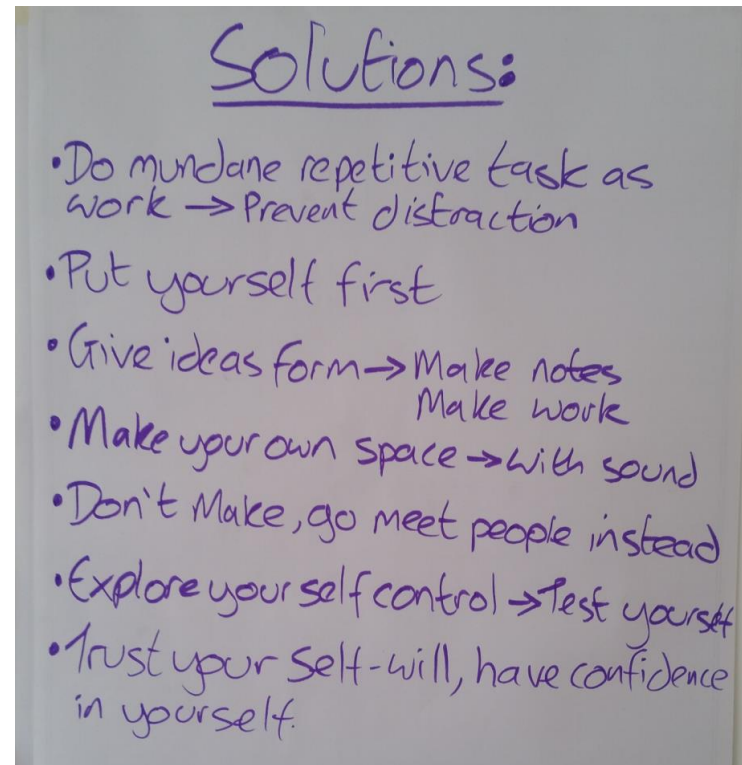 Solutions:
•Do mundane repetitive task as
work → Prevent distraction
•Put yourself first
•Give ideas form → Make notes
Make work
•Make your own space → with sound
•Don't Make, go meet people instead
•Explore your self control → Test yourself
•Trust your self-will, have confidence
in yourself.